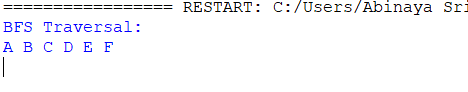 ================= RESTART: C:/Users/Abinaya Sri
BFS Traversal:
A B C D E F